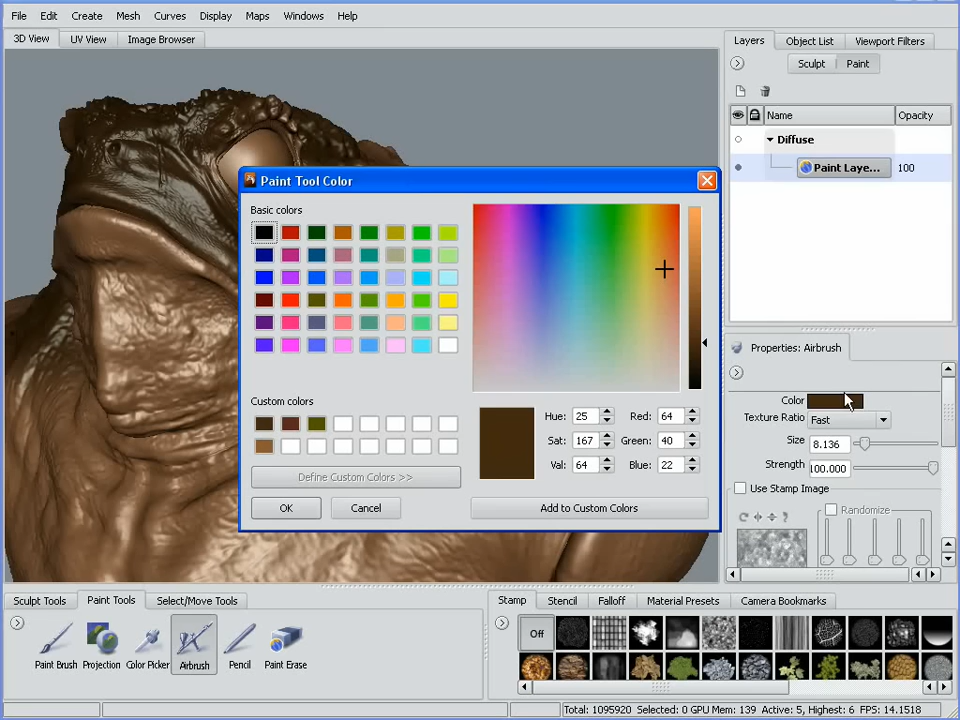 File Edit Create Mesh Curves Display Maps Windows Help
3D View UV View Image Browser
Layers Object List Viewport Filters
Sculpt Paint
Name Opacity
Diffuse
Paint Laye... 100
Paint Tool Color
Basic colors
Custom colors
Hue: 25 Red: 64
Sat: 167 Green: 40
Val: 64 Blue: 22
Define Custom Colors >>
OK Cancel Add to Custom Colors
Properties: Airbrush
Color
Texture Ratio Fast
Size 8.136
Strength 100.000
Use Stamp Image
Randomize
Sculpt Tools Paint Tools Select/Move Tools
Paint Brush Projection Color Picker Airbrush Pencil Paint Erase
Stamp Stencil Falloff Material Presets Camera Bookmarks
Off
Total: 1095920 Selected: 0 GPU Mem: 139 Active: 5, Highest: 6 FPS: 14.1518